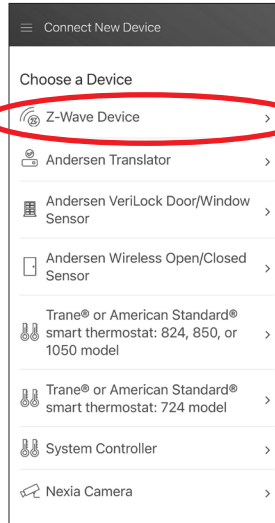 Connect New Device
Choose a Device
Z-Wave Device
Andersen Translator
Andersen VeriLock Door/Window
Sensor
Andersen Wireless Open/Closed
Sensor
Trane® or American Standard®
smart thermostat: 824, 850, or
1050 model
Trane® or American Standard®
smart thermostat: 724 model
System Controller
Nexia Camera